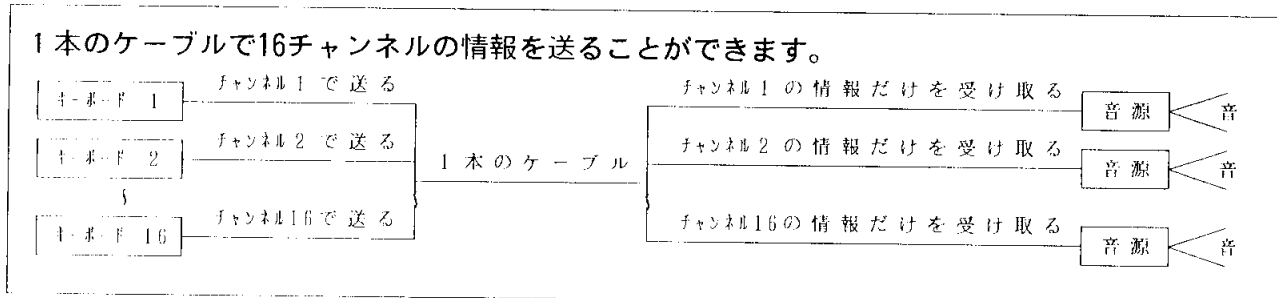 1本のケーブルで16チャンネルの情報を送ることができます。
キーボード 1
チャンネル1で送る
チャンネル1の情報だけを受け取る
音源
音
キーボード 2
チャンネル2で送る
1本のケーブル
チャンネル2の情報だけを受け取る
音源
音
〜
キーボード 16
チャンネル16で送る
チャンネル16の情報だけを受け取る
音源
音